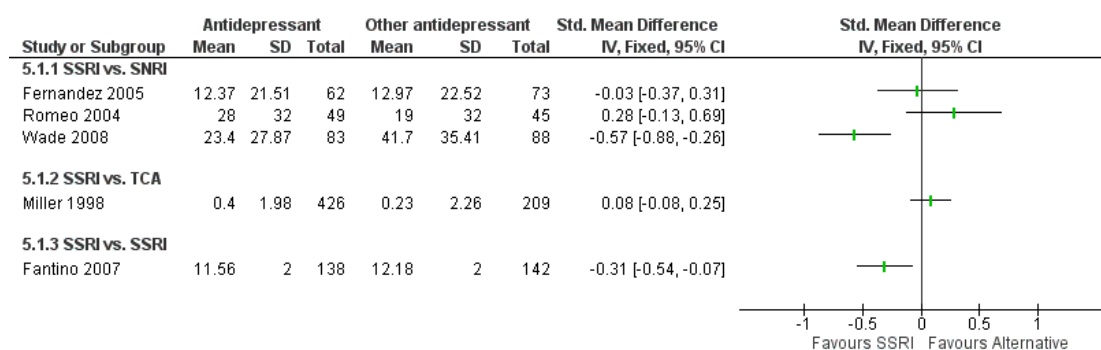 Antidepressant Other antidepressant Std. Mean Difference Std. Mean Difference
Study or Subgroup Mean SD Total Mean SD Total IV, Fixed, 95% CI IV, Fixed, 95% CI
5.1.1 SSRI vs. SNRI
Fernandez 2005 12.37 21.51 62 12.97 22.52 73 -0.03 [-0.37, 0.31]
Romeo 2004 28 32 49 19 32 45 0.28 [-0.13, 0.69]
Wade 2008 23.4 27.87 83 41.7 35.41 88 -0.57 [-0.88, -0.26]
5.1.2 SSRI vs. TCA
Miller 1998 0.4 1.98 426 0.23 2.26 209 0.08 [-0.08, 0.25]
5.1.3 SSRI vs. SSRI
Fantino 2007 11.56 2 138 12.18 2 142 -0.31 [-0.54, -0.07]
-1 -0.5 0 0.5 1
Favours SSRI Favours Alternative